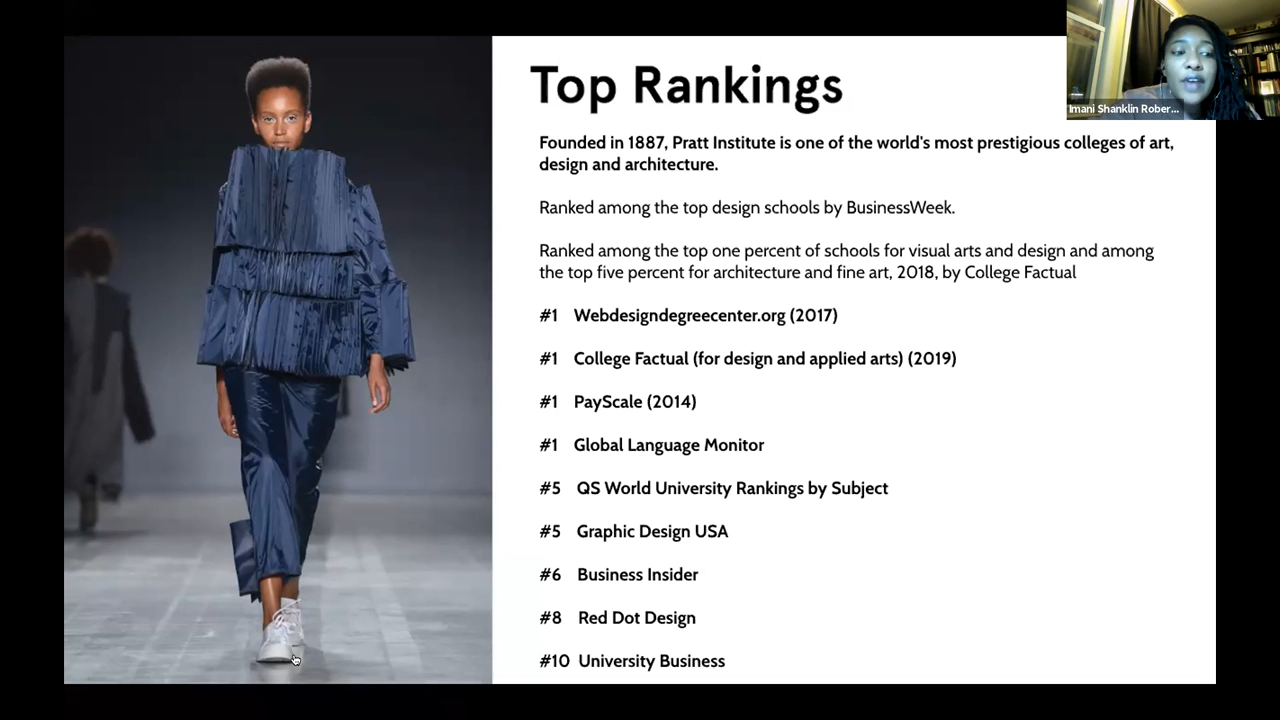 Top Rankings
Imani Shanklin Rober...
Founded in 1887, Pratt Institute is one of the world's most prestigious colleges of art,
design and architecture.
Ranked among the top design schools by BusinessWeek.
Ranked among the top one percent of schools for visual arts and design and among
the top five percent for architecture and fine art, 2018, by College Factual
#1 Webdesigndegreecenter.org (2017)
#1 College Factual (for design and applied arts) (2019)
#1 PayScale (2014)
#1 Global Language Monitor
#5 QS World University Rankings by Subject
#5 Graphic Design USA
#6 Business Insider
#8 Red Dot Design
#10 University Business